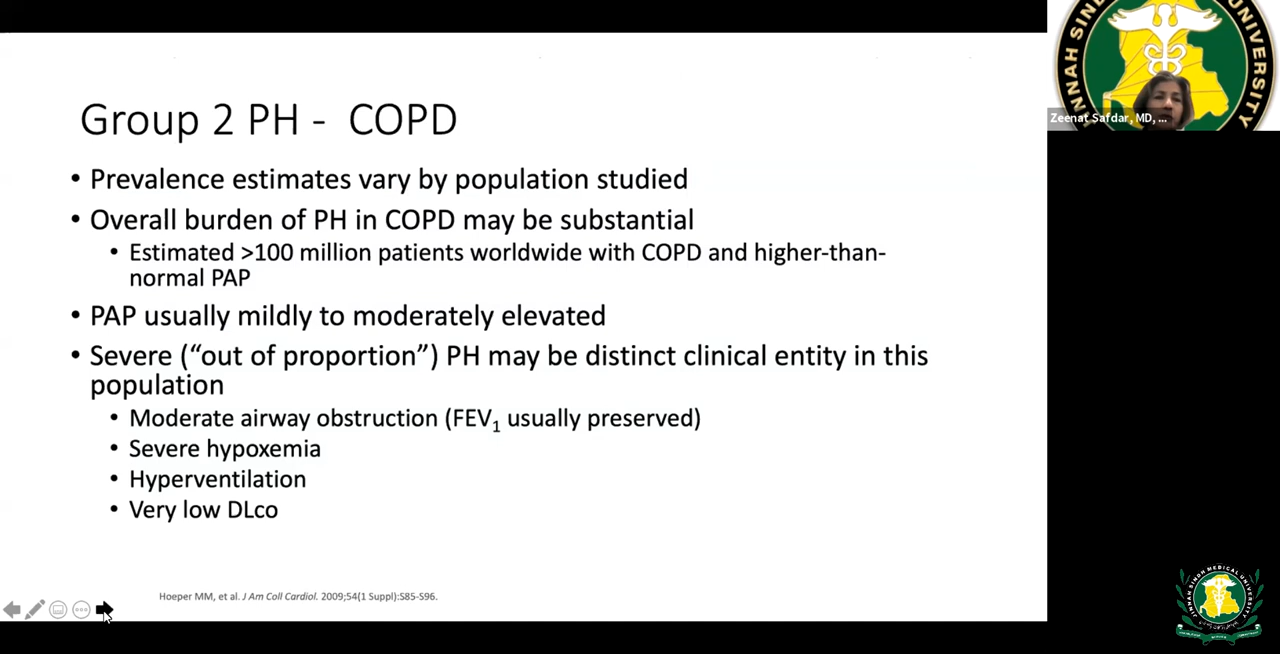 Group 2 PH - COPD
• Prevalence estimates vary by population studied
• Overall burden of PH in COPD may be substantial
• Estimated >100 million patients worldwide with COPD and higher-than-
normal PAP
• PAP usually mildly to moderately elevated
• Severe (“out of proportion”) PH may be distinct clinical entity in this
population
• Moderate airway obstruction (FEV1 usually preserved)
• Severe hypoxemia
• Hyperventilation
• Very low DLco
Hoeper MM, et al. J Am Coll Cardiol. 2009;54(1 Suppl):S85-S96.
Zeenat Safdar, MD, ...
JINNAH SINDH MEDICAL UNIVERSITY